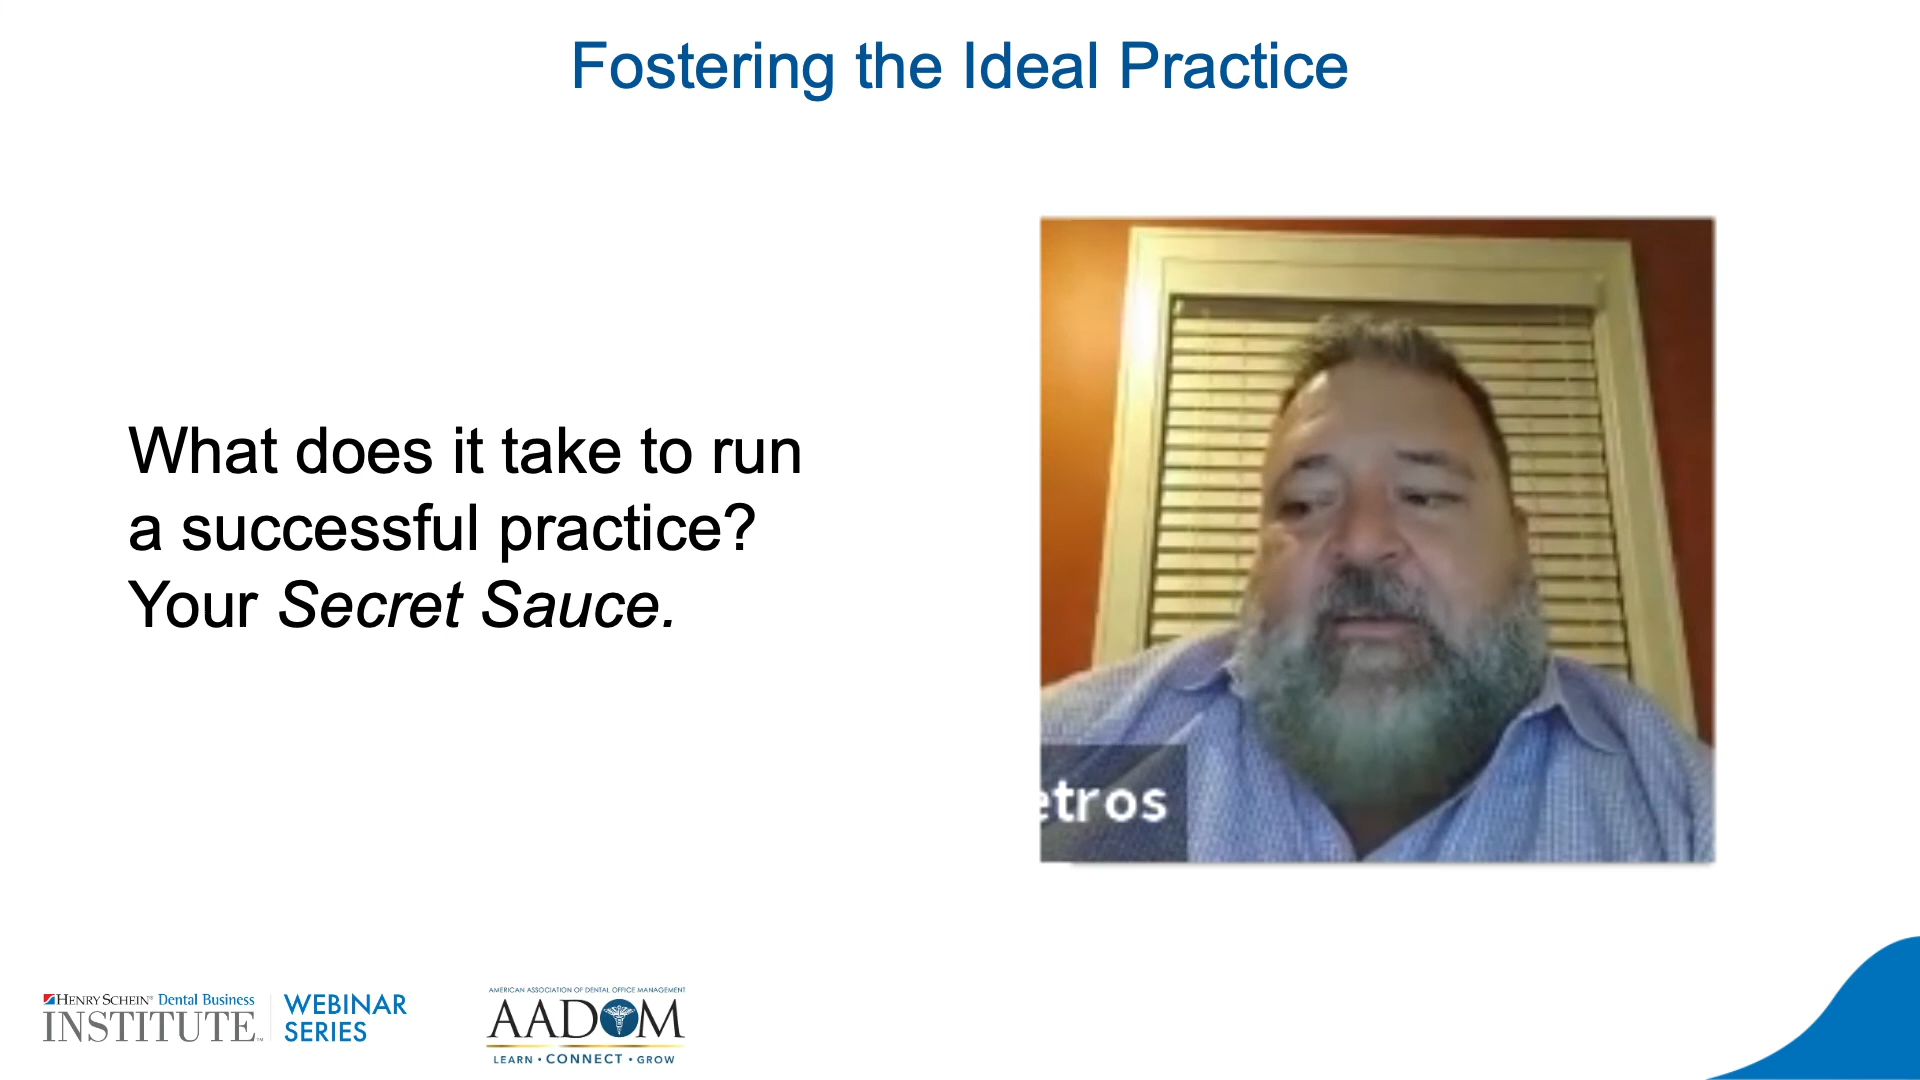 Fostering the Ideal Practice
What does it take to run
a successful practice?
Your Secret Sauce.
etros
HENRY SCHEIN® Dental Business
INSTITUTE™
WEBINAR
SERIES
AMERICAN ASSOCIATION OF DENTAL OFFICE MANAGEMENT
AADOM
LEARN • CONNECT • GROW